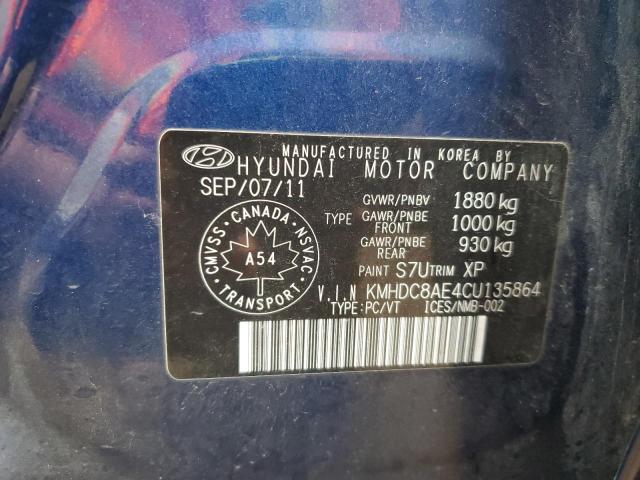 MANUFACTURED IN KOREA BY
HYUNDAI MOTOR COMPANY
SEP/07/11
GVWR/PNBV 1880 kg
TYPE GAWR/PNBE FRONT 1000 kg
GAWR/PNBE REAR 930 kg
CMVSS · CANADA · NSVAC
A54
TRANSPORT
PAINT S7U TRIM XP
V.I.N KMHDC8AE4CU135864
TYPE:PC/VT ICES/NMB-002